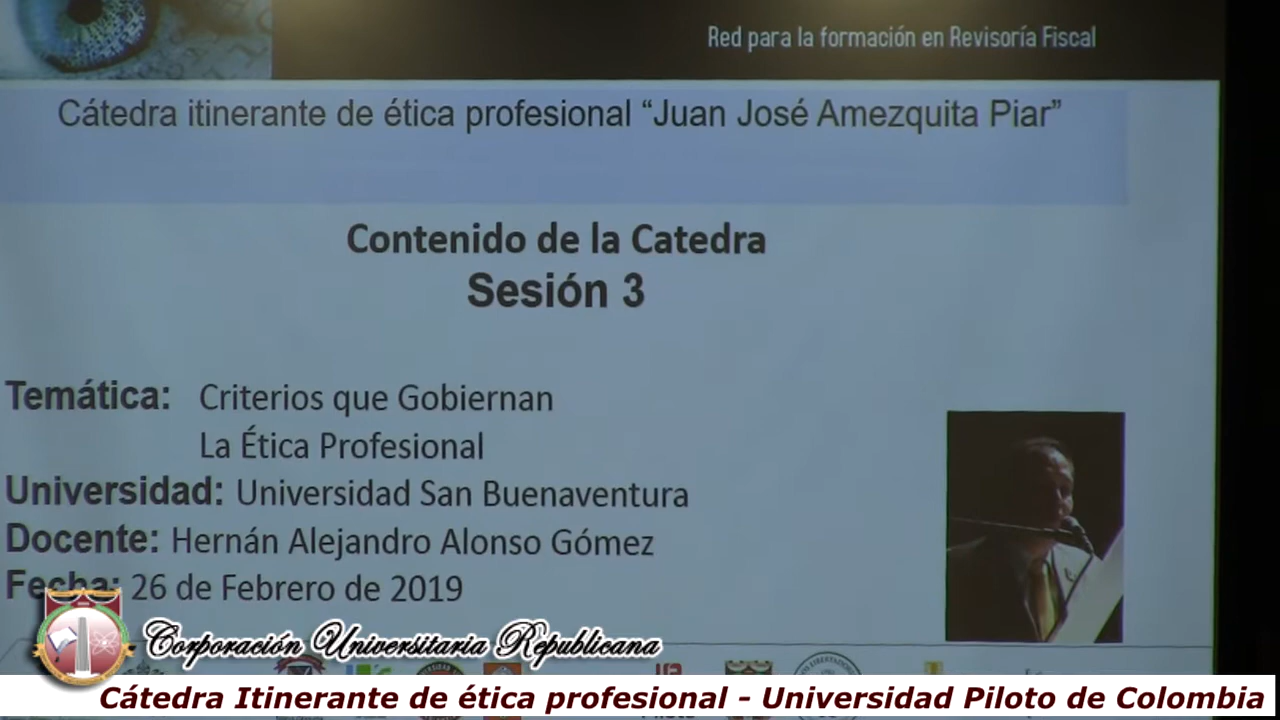 Red para la formación en Revisoría Fiscal
Cátedra itinerante de ética profesional “Juan José Amezquita Piar”
Contenido de la Catedra
Sesión 3
Temática: Criterios que Gobiernan
La Ética Profesional
Universidad: Universidad San Buenaventura
Docente: Hernán Alejandro Alonso Gómez
Fecha: 26 de Febrero de 2019
Corporación Universitaria Republicana
Cátedra Itinerante de ética profesional - Universidad Piloto de Colombia